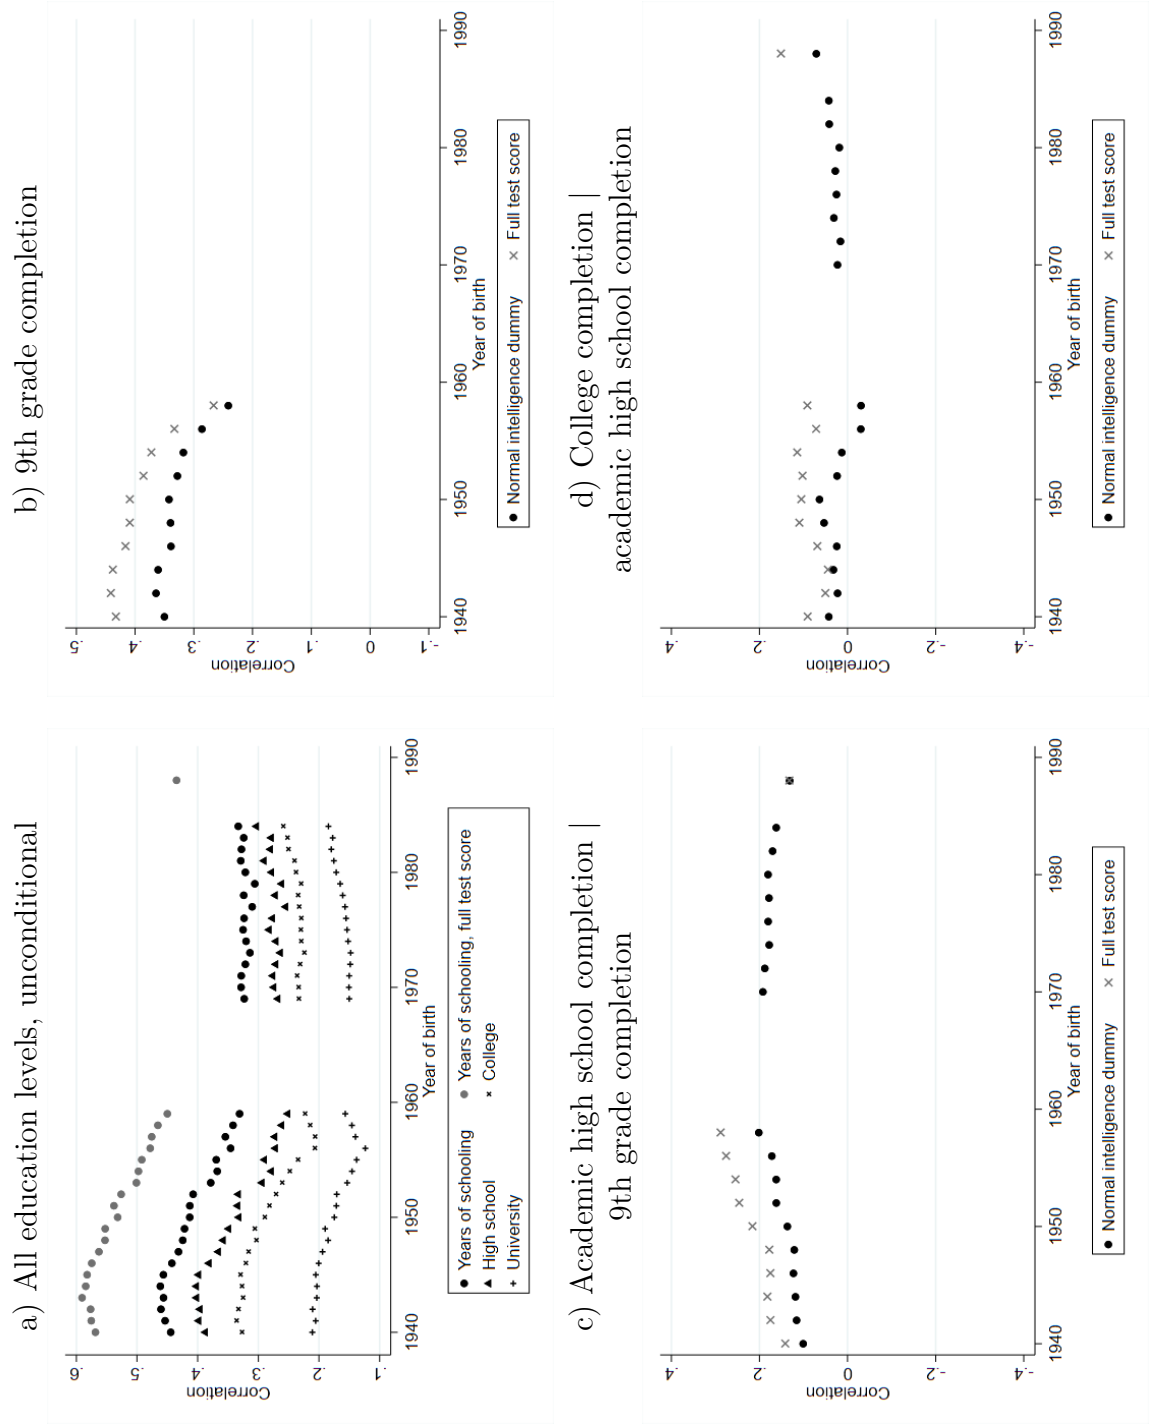 a) All education levels, unconditional
Correlation
.6
.5
.4
.3
.2
.1
1940 1950 1960 1970 1980 1990
Year of birth
Years of schooling Years of schooling, full test score
High school College
University
b) 9th grade completion
Correlation
.5
.4
.3
.2
.1
0
-.1
1940 1950 1960 1970 1980 1990
Year of birth
Normal intelligence dummy Full test score
c) Academic high school completion |
9th grade completion
Correlation
.4
.2
0
-.2
-.4
1940 1950 1960 1970 1980 1990
Year of birth
Normal intelligence dummy Full test score
d) College completion |
academic high school completion
Correlation
.4
.2
0
-.2
-.4
1940 1950 1960 1970 1980 1990
Year of birth
Normal intelligence dummy Full test score